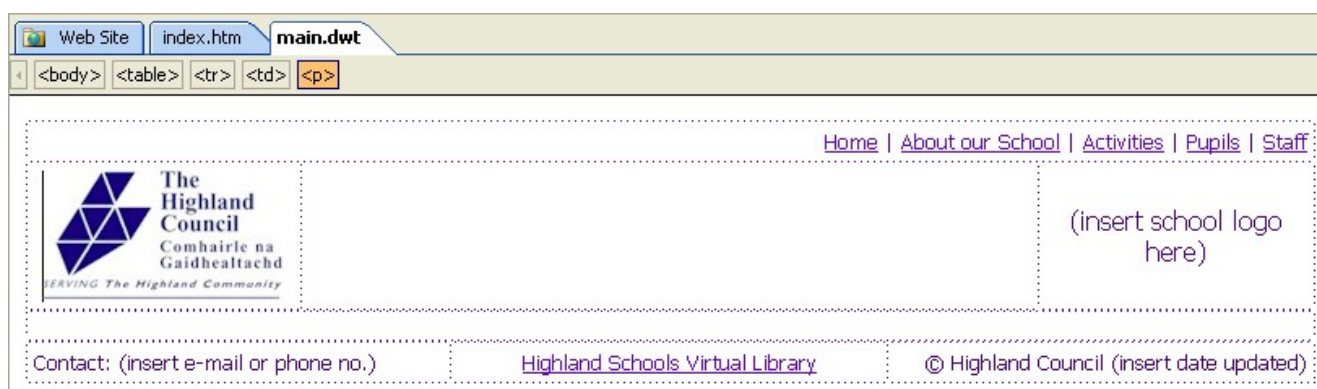 Web Site index.htm main.dwt
<body> <table> <tr> <td> <p>
Home | About our School | Activities | Pupils | Staff
The
Highland
Council
Comhairle na
Gaidhealtachd
SERVING The Highland Community
(insert school logo
here)
Contact: (insert e-mail or phone no.) Highland Schools Virtual Library © Highland Council (insert date updated)